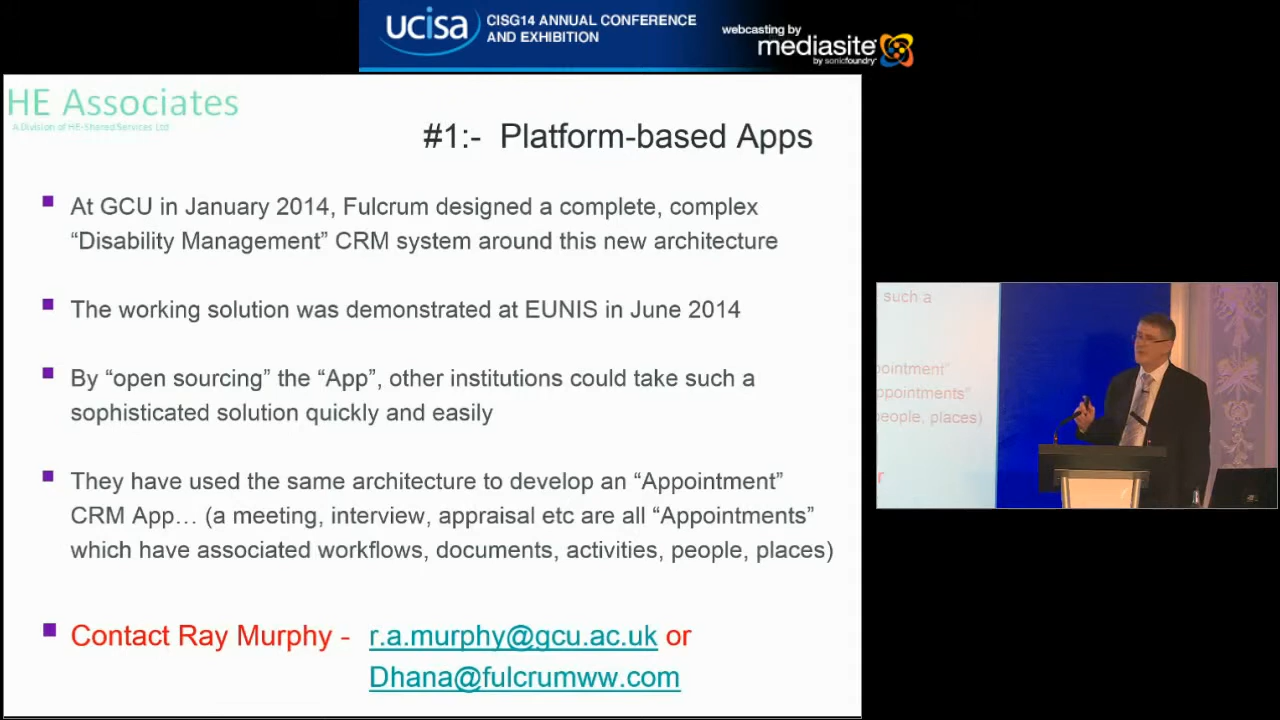 ucisa
CISG14 ANNUAL CONFERENCE
AND EXHIBITION
webcasting by
mediasite
by sonicfoundry
HE Associates
A Division of HE-Shared Services Ltd
#1:- Platform-based Apps
At GCU in January 2014, Fulcrum designed a complete, complex
“Disability Management” CRM system around this new architecture
The working solution was demonstrated at EUNIS in June 2014
By “open sourcing” the “App”, other institutions could take such a
sophisticated solution quickly and easily
They have used the same architecture to develop an “Appointment”
CRM App… (a meeting, interview, appraisal etc are all “Appointments”
which have associated workflows, documents, activities, people, places)
Contact Ray Murphy - r.a.murphy@gcu.ac.uk or
Dhana@fulcrumww.com
such a
pointment”
ppointments”
people, places)
r